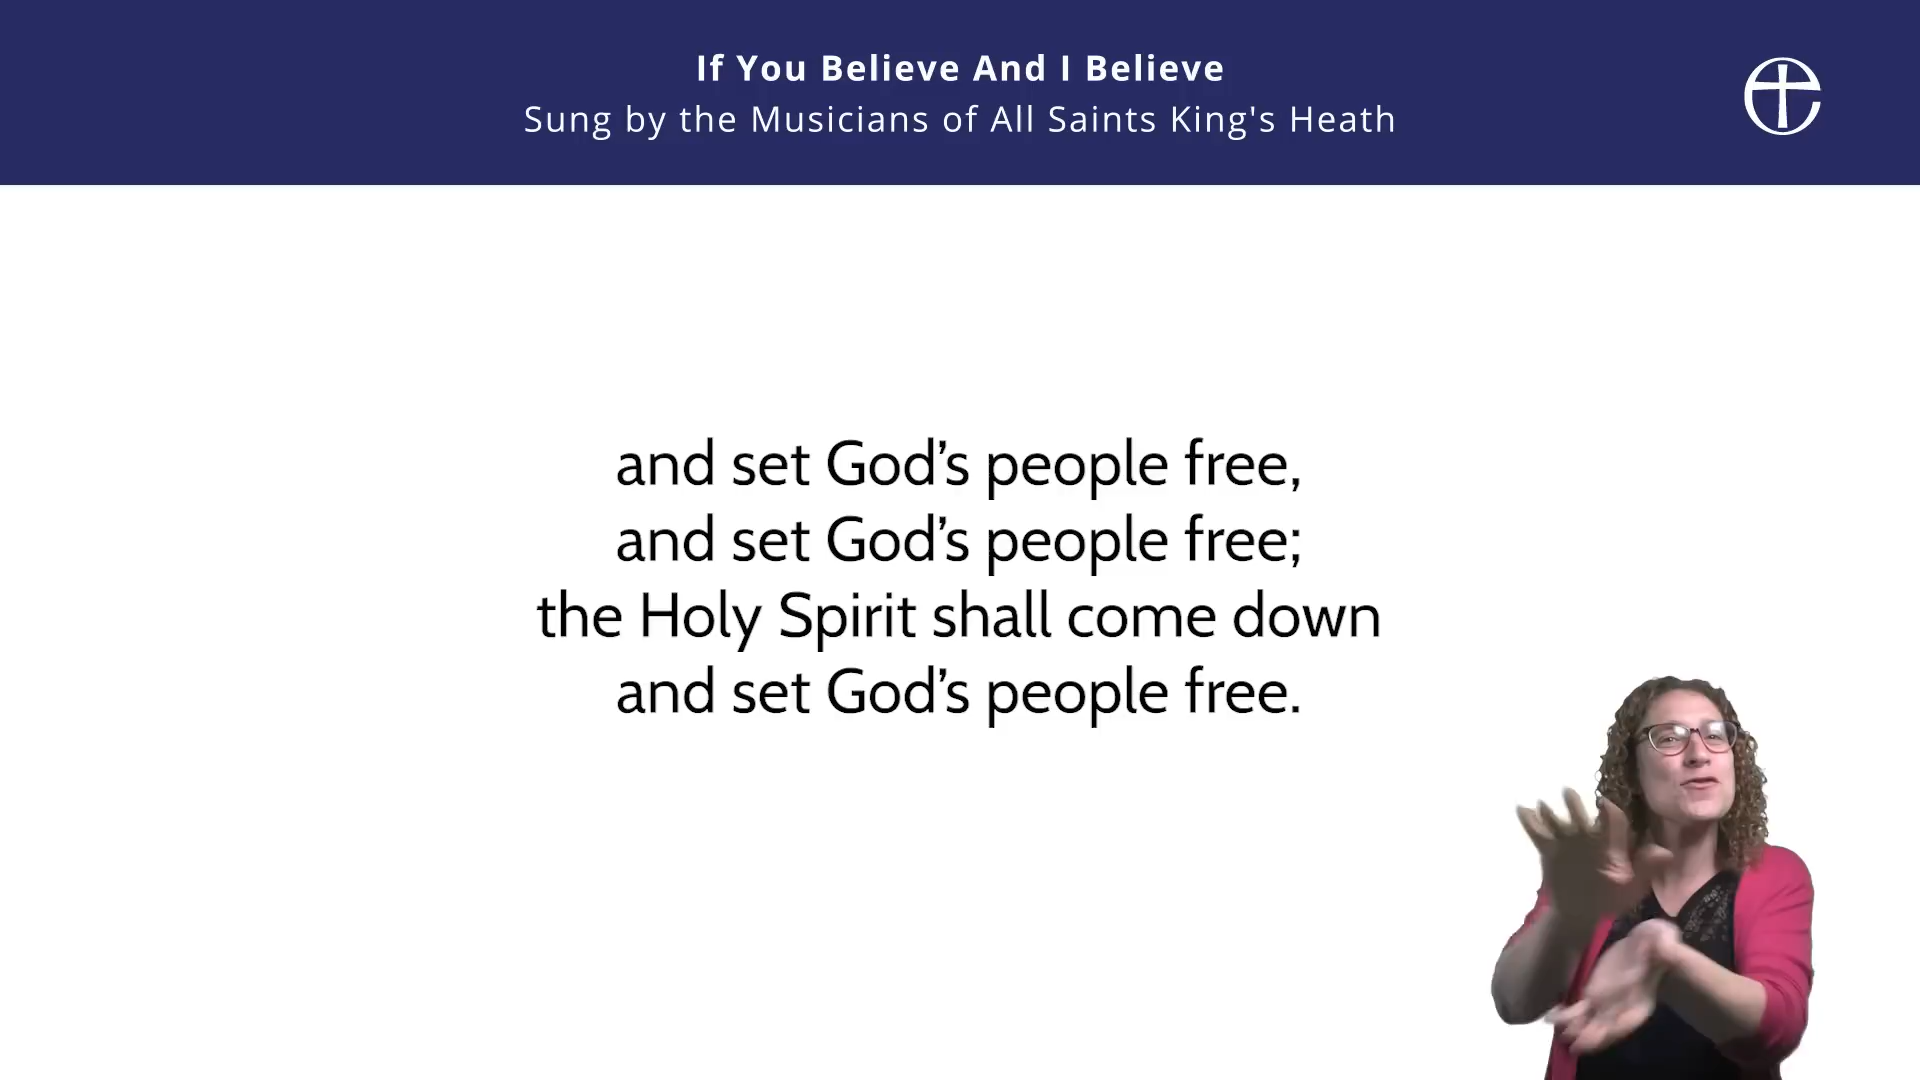 If You Believe And I Believe
Sung by the Musicians of All Saints King's Heath
and set God’s people free,
and set God’s people free;
the Holy Spirit shall come down
and set God’s people free.